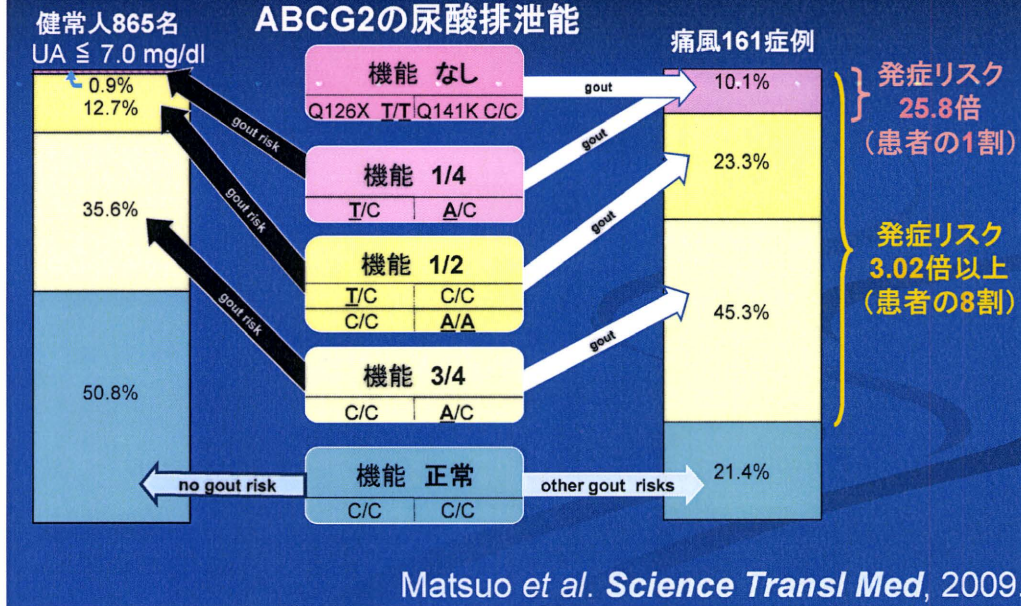 ABCG2の尿酸排泄能
健常人865名
UA ≦ 7.0 mg/dl
0.9%
12.7%
35.6%
50.8%
機能 なし
Q126X T/T Q141K C/C
機能 1/4
T/C A/C
機能 1/2
T/C C/C
C/C A/A
機能 3/4
C/C A/C
機能 正常
C/C C/C
gout risk
gout risk
gout risk
no gout risk
gout
gout
gout
gout
other gout risks
痛風161症例
10.1%
23.3%
45.3%
21.4%
発症リスク
25.8倍
(患者の1割)
発症リスク
3.02倍以上
(患者の8割)
Matsuo et al. Science Transl Med, 2009.